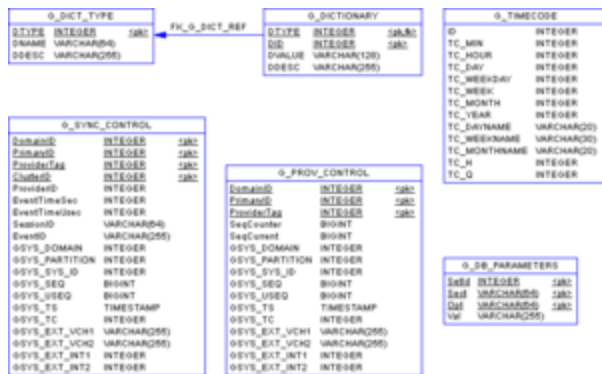 G_DICT_TYPE
DTYPE INTEGER <pk>
DNAME VARCHAR(64)
DDESC VARCHAR(255)
FK_G_DICT_REF
G_DICTIONARY
DTYPE INTEGER <pk,fk>
DID INTEGER <pk>
DVALUE VARCHAR(128)
DDESC VARCHAR(255)
G_TIMECODE
ID INTEGER
TC_MIN INTEGER
TC_HOUR INTEGER
TC_DAY INTEGER
TC_WEEKDAY INTEGER
TC_WEEK INTEGER
TC_MONTH INTEGER
TC_YEAR INTEGER
TC_DAYNAME VARCHAR(20)
TC_WEEKNAME VARCHAR(30)
TC_MONTHNAME VARCHAR(20)
TC_H INTEGER
TC_Q INTEGER
G_SYNC_CONTROL
DomainID INTEGER <pk>
PrimaryID INTEGER <pk>
ProviderTag INTEGER <pk>
ClusterID INTEGER <pk>
ProviderID INTEGER
EventTimeSec INTEGER
EventTimeUsec INTEGER
SessionID VARCHAR(64)
EventID VARCHAR(255)
GSYS_DOMAIN INTEGER
GSYS_PARTITION INTEGER
GSYS_SYS_ID INTEGER
GSYS_SEQ BIGINT
GSYS_USEQ BIGINT
GSYS_TS TIMESTAMP
GSYS_TC INTEGER
GSYS_EXT_VCH1 VARCHAR(255)
GSYS_EXT_VCH2 VARCHAR(255)
GSYS_EXT_INT1 INTEGER
GSYS_EXT_INT2 INTEGER
G_PROV_CONTROL
DomainID INTEGER <pk>
PrimaryID INTEGER <pk>
ProviderTag INTEGER <pk>
SeqCounter BIGINT
SeqCurrent BIGINT
GSYS_DOMAIN INTEGER
GSYS_PARTITION INTEGER
GSYS_SYS_ID INTEGER
GSYS_SEQ BIGINT
GSYS_USEQ BIGINT
GSYS_TS TIMESTAMP
GSYS_TC INTEGER
GSYS_EXT_VCH1 VARCHAR(255)
GSYS_EXT_VCH2 VARCHAR(255)
GSYS_EXT_INT1 INTEGER
GSYS_EXT_INT2 INTEGER
G_DB_PARAMETERS
SetId INTEGER <pk>
Sect VARCHAR(64) <pk>
Opt VARCHAR(64) <pk>
Val VARCHAR(255)